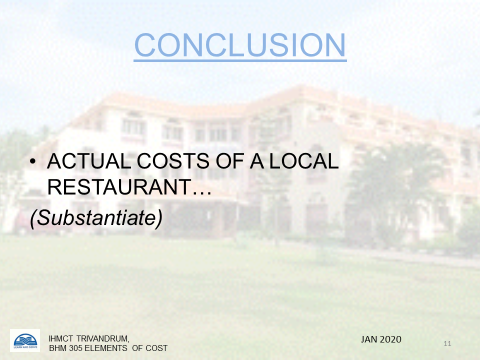 CONCLUSION
• ACTUAL COSTS OF A LOCAL
RESTAURANT…
(Substantiate)
IHMCT TRIVANDRUM,
BHM 305 ELEMENTS OF COST
JAN 2020
11